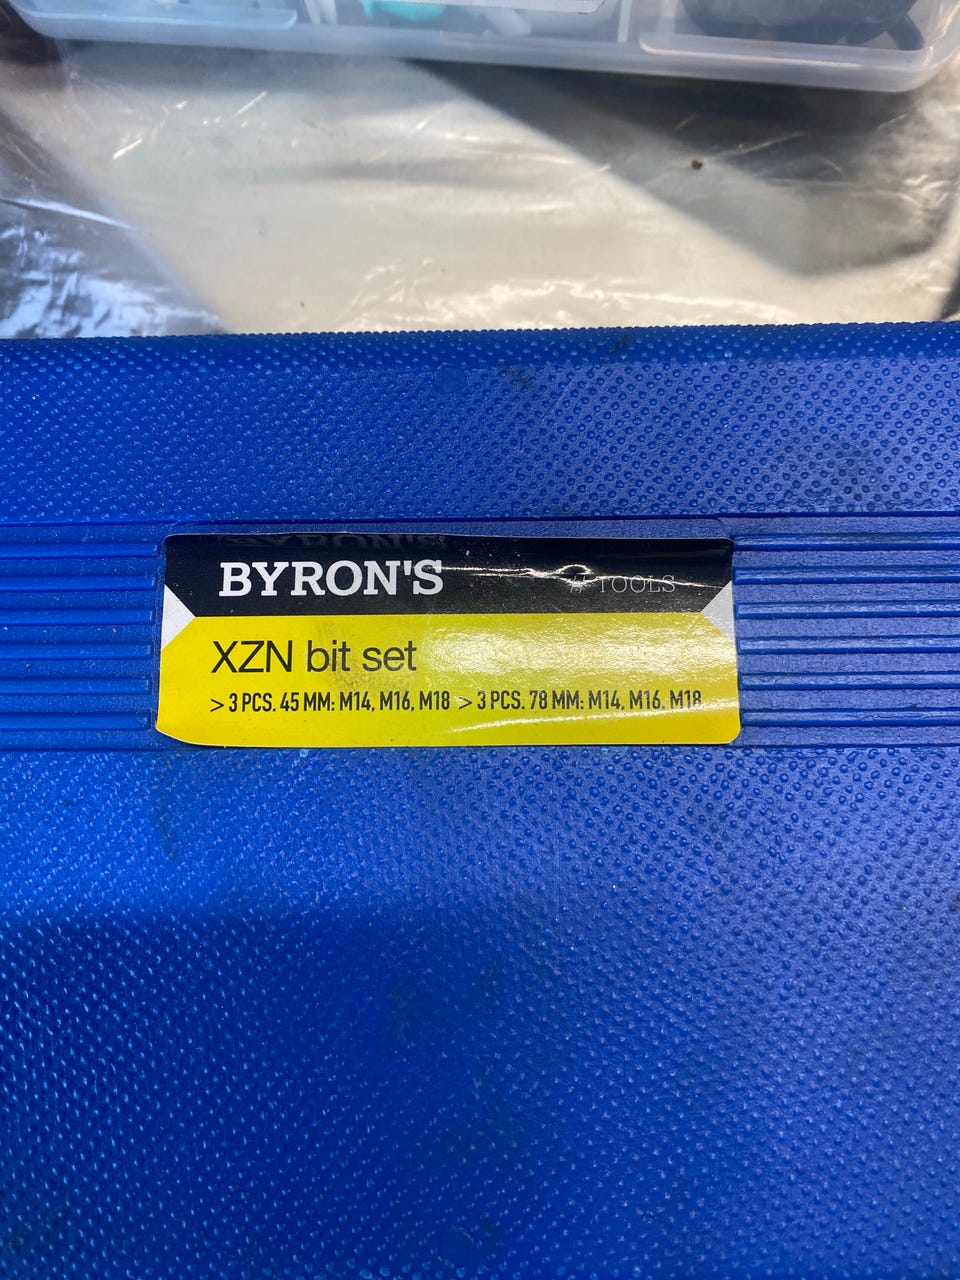 BYRON'S TOOLS
XZN bit set
> 3 PCS. 45 MM: M14, M16, M18 > 3 PCS. 78 MM: M14, M16, M18